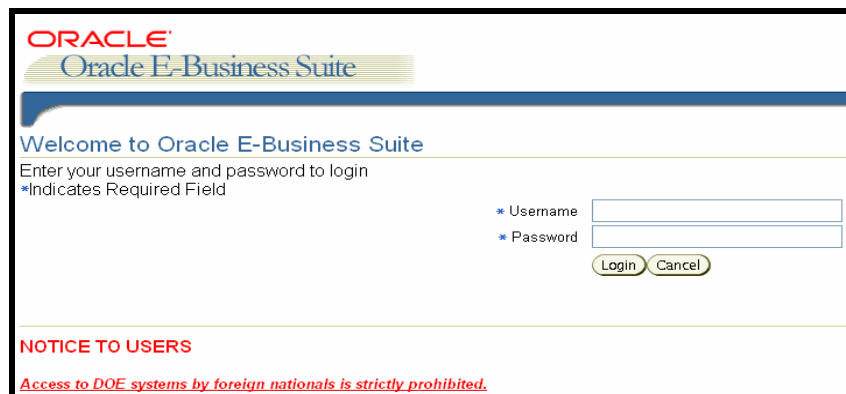 ORACLE
Oracle E-Business Suite
Welcome to Oracle E-Business Suite
Enter your username and password to login
*Indicates Required Field
* Username
* Password
Login Cancel
NOTICE TO USERS
Access to DOE systems by foreign nationals is strictly prohibited.